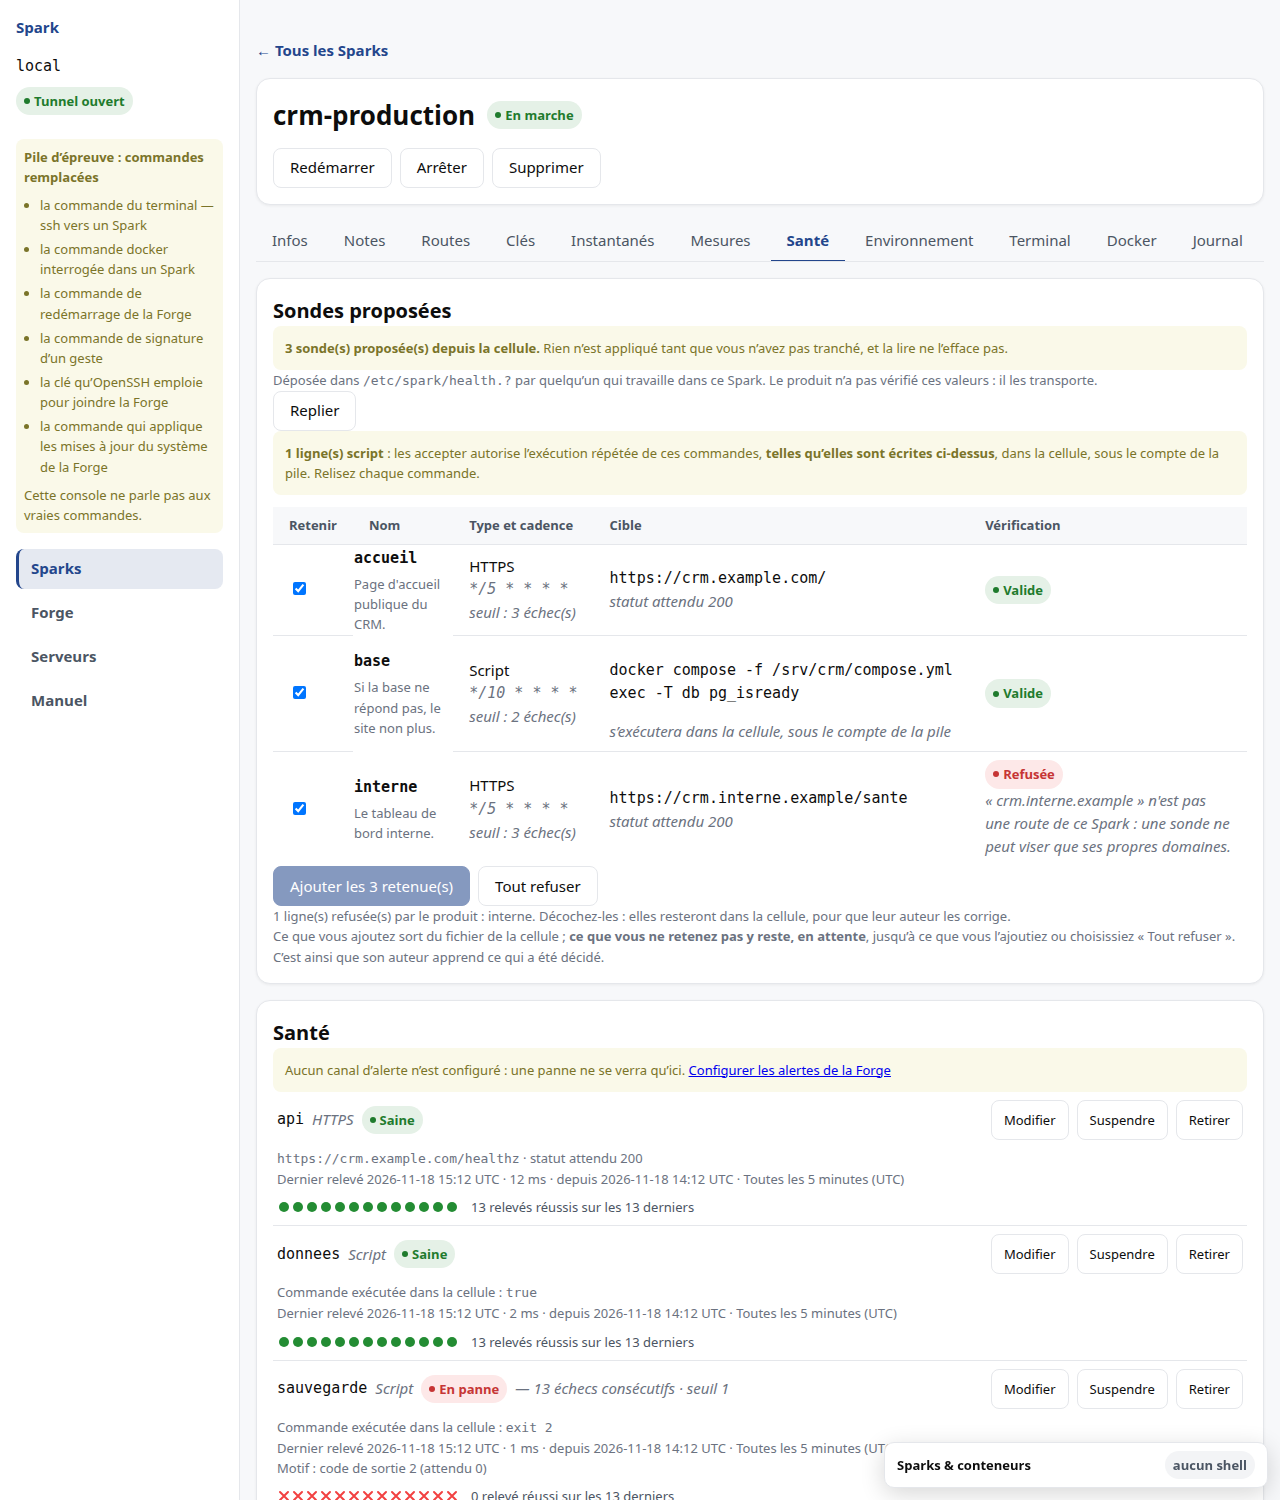 Spark
local
Tunnel ouvert
Pile d’épreuve : commandes
remplacées
la commande du terminal —
ssh vers un Spark
la commande docker
interrogée dans un Spark
la commande de
redémarrage de la Forge
la commande de signature
d’un geste
la clé qu’OpenSSH emploie
pour joindre la Forge
la commande qui applique
les mises à jour du système
de la Forge
Cette console ne parle pas aux
vraies commandes.
Sparks
Forge
Serveurs
Manuel
← Tous les Sparks
crm-production En marche
Redémarrer Arrêter Supprimer
Infos Notes Routes Clés Instantanés Mesures Santé Environnement Terminal Docker Journal
Sondes proposées
3 sonde(s) proposée(s) depuis la cellule. Rien n’est appliqué tant que vous n’avez pas tranché, et la lire ne l’efface pas.
Déposée dans /etc/spark/health.? par quelqu’un qui travaille dans ce Spark. Le produit n’a pas vérifié ces valeurs : il les transporte.
Replier
1 ligne(s) script : les accepter autorise l’exécution répétée de ces commandes, telles qu’elles sont écrites ci-dessus, dans la cellule, sous le compte de la
pile. Relisez chaque commande.
Retenir Nom Type et cadence Cible Vérification
accueil
Page d'accueil
publique du
CRM.
HTTPS
*/5 * * * *
seuil : 3 échec(s)
https://crm.example.com/
statut attendu 200
Valide
base
Si la base ne
répond pas, le
site non plus.
Script
*/10 * * * *
seuil : 2 échec(s)
docker compose -f /srv/crm/compose.yml
exec -T db pg_isready
s’exécutera dans la cellule, sous le compte de la pile
Valide
interne
Le tableau de
bord interne.
HTTPS
*/5 * * * *
seuil : 3 échec(s)
https://crm.interne.example/sante
statut attendu 200
Refusée
« crm.interne.example » n'est pas
une route de ce Spark : une sonde ne
peut viser que ses propres domaines.
Ajouter les 3 retenue(s) Tout refuser
1 ligne(s) refusée(s) par le produit : interne. Décochez-les : elles resteront dans la cellule, pour que leur auteur les corrige.
Ce que vous ajoutez sort du fichier de la cellule ; ce que vous ne retenez pas y reste, en attente, jusqu’à ce que vous l’ajoutiez ou choisissiez « Tout refuser ».
C’est ainsi que son auteur apprend ce qui a été décidé.
Santé
Aucun canal d’alerte n’est configuré : une panne ne se verra qu’ici. Configurer les alertes de la Forge
api HTTPS Saine Modifier Suspendre Retirer
https://crm.example.com/healthz · statut attendu 200
Dernier relevé 2026-11-18 15:12 UTC · 12 ms · depuis 2026-11-18 14:12 UTC · Toutes les 5 minutes (UTC)
13 relevés réussis sur les 13 derniers
donnees Script Saine Modifier Suspendre Retirer
Commande exécutée dans la cellule : true
Dernier relevé 2026-11-18 15:12 UTC · 2 ms · depuis 2026-11-18 14:12 UTC · Toutes les 5 minutes (UTC)
13 relevés réussis sur les 13 derniers
sauvegarde Script En panne — 13 échecs consécutifs · seuil 1 Modifier Suspendre Retirer
Commande exécutée dans la cellule : exit 2
Dernier relevé 2026-11-18 15:12 UTC · 1 ms · depuis 2026-11-18 14:12 UTC · Toutes les 5 minutes (UT
Motif : code de sortie 2 (attendu 0)
0 relevé réussi sur les 13 derniers
Sparks & conteneurs aucun shell